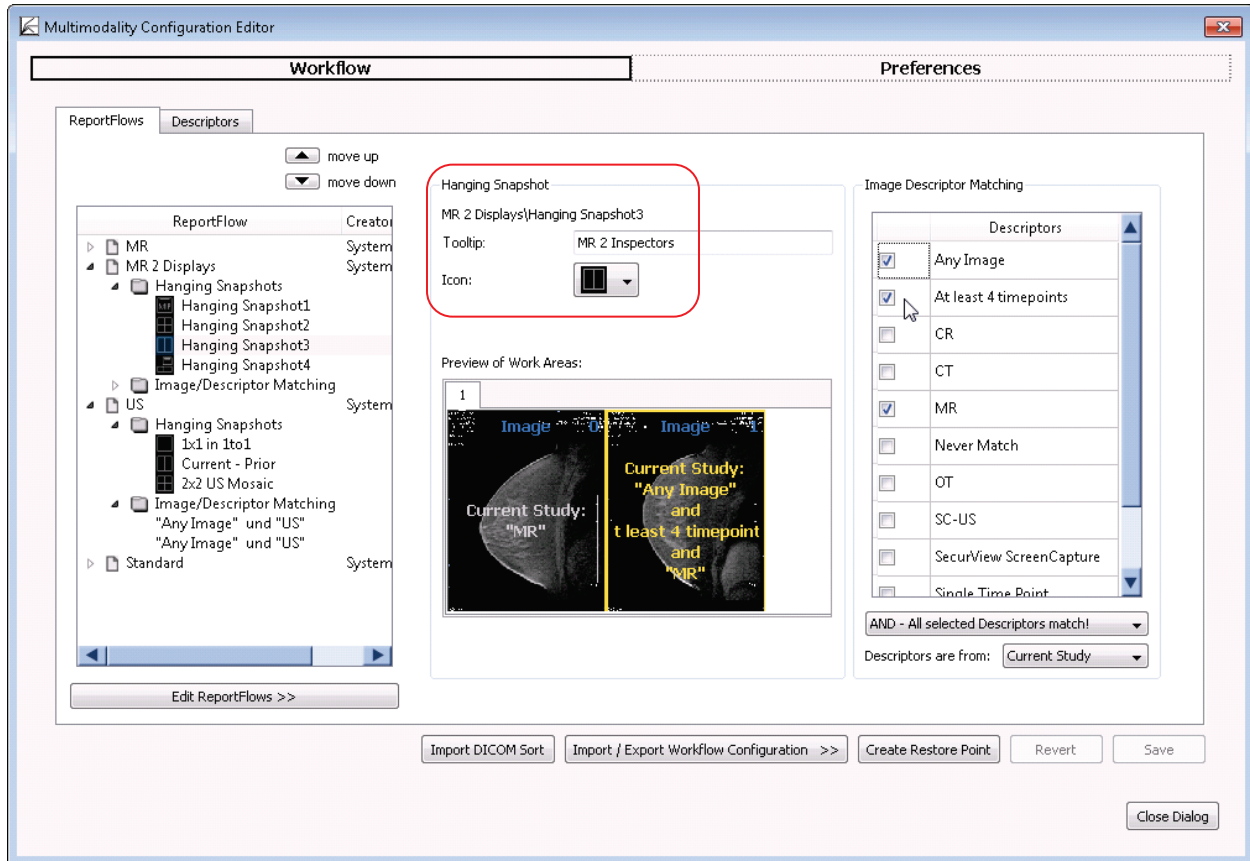 Multimodality Configuration Editor
Workflow
Preferences
ReportFlows
Descriptors
move up
move down
ReportFlow
Creator
MR
System
MR 2 Displays
System
Hanging Snapshots
Hanging Snapshot1
Hanging Snapshot2
Hanging Snapshot3
Hanging Snapshot4
Image/Descriptor Matching
US
System
Hanging Snapshots
1x1 in 1to1
Current - Prior
2x2 US Mosaic
Image/Descriptor Matching
"Any Image" und "US"
"Any Image" und "US"
Standard
System
Edit ReportFlows >>
Hanging Snapshot
MR 2 Displays\Hanging Snapshot3
Tooltip:
MR 2 Inspectors
Icon:
Preview of Work Areas:
1
Image 0
Current Study:
"MR"
Image 1
Current Study:
"Any Image"
and
t least 4 timepoint
and
"MR"
Image Descriptor Matching
Descriptors
Any Image
At least 4 timepoints
CR
CT
MR
Never Match
OT
SC-US
SecurView ScreenCapture
Single Time Point
AND - All selected Descriptors match!
Descriptors are from:
Current Study
Import DICOM Sort
Import / Export Workflow Configuration >>
Create Restore Point
Revert
Save
Close Dialog